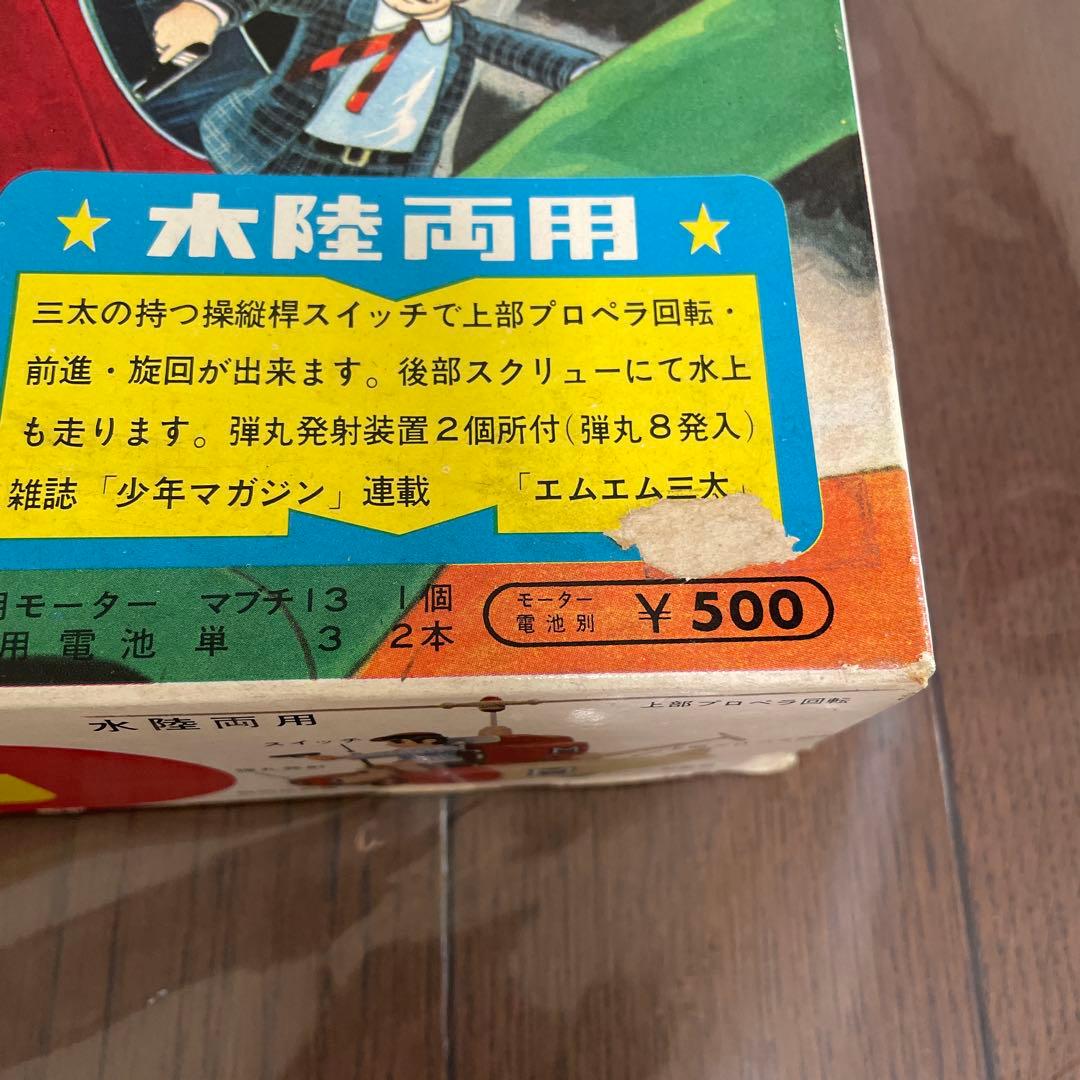 水陸両用
三太の持つ操縦桿スイッチで上部プロペラ回転・
前進・旋回が出来ます。後部スクリューにて水上
も走ります。弾丸発射装置2個所付(弾丸8発入)
雑誌「少年マガジン」連載 「エムエム三太」
用モーター マブチ13 1個
用電池 単3 2本
モーター
電池別 ¥500
水陸両用
上部プロペラ回転
スイッチ